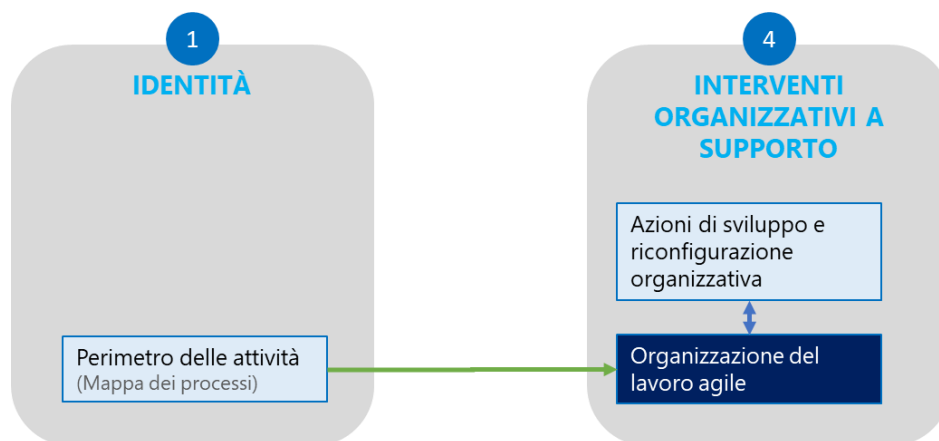 1
IDENTITÀ
Perimetro delle attività
(Mappa dei processi)
4
INTERVENTI
ORGANIZZATIVI A
SUPPORTO
Azioni di sviluppo e
riconfigurazione
organizzativa
Organizzazione del
lavoro agile